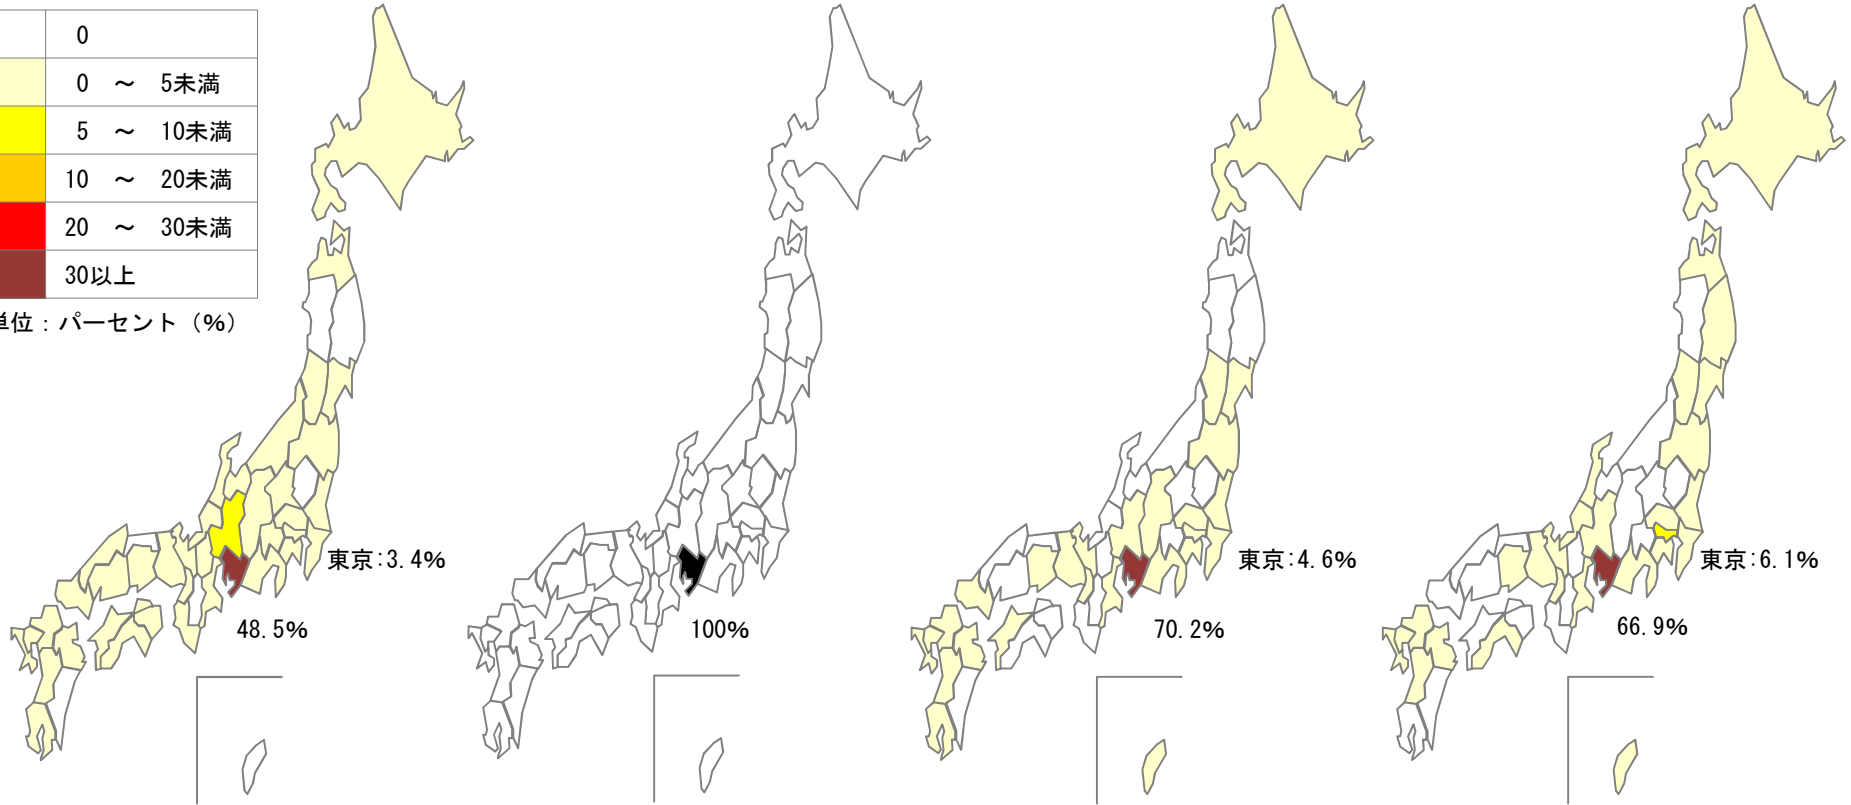 0
0 ～ 5未満
5 ～ 10未満
10 ～ 20未満
20 ～ 30未満
30以上
単位：パーセント（%）
東京:3.4%
48.5%
100%
東京:4.6%
70.2%
東京:6.1%
66.9%